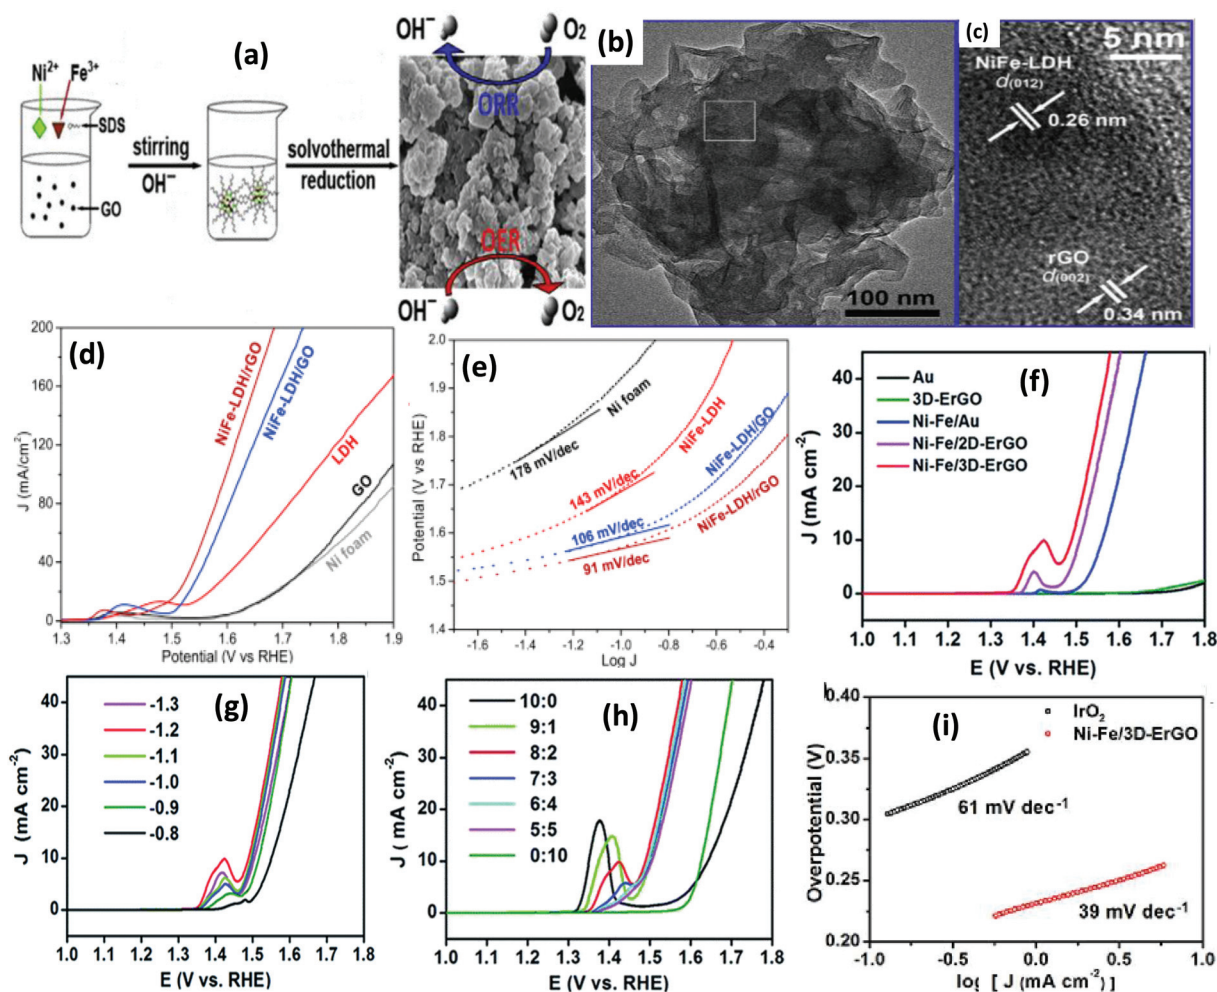 (a)
OH⁻ O₂
Ni²⁺ Fe³⁺
SDS
GO
stirring
OH⁻
solvothermal
reduction
ORR
OER
OH⁻ O₂
(b)
100 nm
(c)
5 nm
NiFe-LDH
d(012)
0.26 nm
rGO
d(002)
0.34 nm
(d)
200
160
120
80
40
0
J (mA/cm²)
NiFe-LDH/rGO
NiFe-LDH/GO
LDH
GO
Ni foam
1.3 1.4 1.5 1.6 1.7 1.8 1.9
Potential (V vs RHE)
(e)
2.0
1.9
1.8
1.7
1.6
1.5
1.4
Potential (V vs RHE)
Ni foam
178 mV/dec
NiFe-LDH
143 mV/dec
NiFe-LDH/GO
106 mV/dec
NiFe-LDH/rGO
91 mV/dec
-1.6 -1.4 -1.2 -1.0 -0.8 -0.6 -0.4
Log J
(f)
40
30
20
10
0
J (mA cm⁻²)
Au
3D-ErGO
Ni-Fe/Au
Ni-Fe/2D-ErGO
Ni-Fe/3D-ErGO
1.0 1.1 1.2 1.3 1.4 1.5 1.6 1.7 1.8
E (V vs. RHE)
(g)
40
30
20
10
0
J (mA cm⁻²)
-1.3
-1.2
-1.1
-1.0
-0.9
-0.8
1.0 1.1 1.2 1.3 1.4 1.5 1.6 1.7 1.8
E (V vs. RHE)
(h)
40
30
20
10
0
J ( mA cm⁻²)
10:0
9:1
8:2
7:3
6:4
5:5
0:10
1.0 1.1 1.2 1.3 1.4 1.5 1.6 1.7 1.8
E (V vs. RHE)
(i)
0.40
0.35
0.30
0.25
0.20
Overpotential (V)
IrO₂
Ni-Fe/3D-ErGO
61 mV dec⁻¹
39 mV dec⁻¹
-1.0 -0.5 0.0 0.5 1.0
log [ J (mA cm⁻²) ]